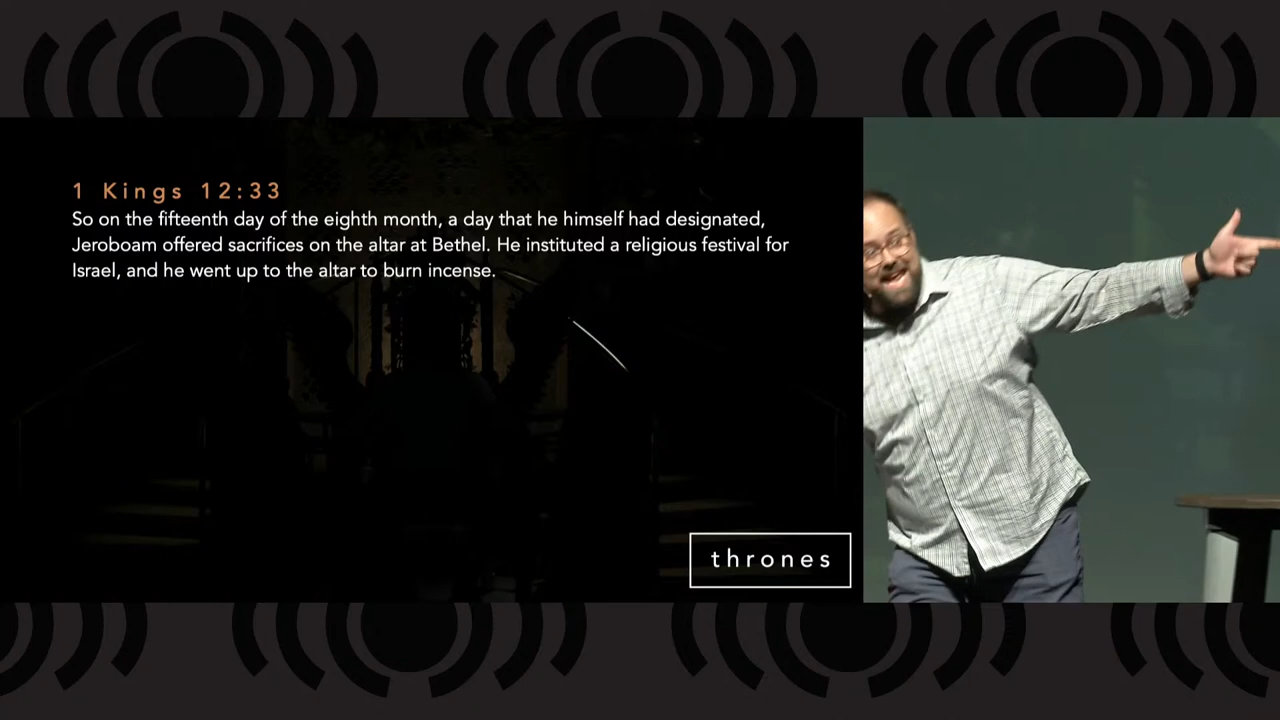 1 Kings 12:33
So on the fifteenth day of the eighth month, a day that he himself had designated,
Jeroboam offered sacrifices on the altar at Bethel. He instituted a religious festival for
Israel, and he went up to the altar to burn incense.
thrones